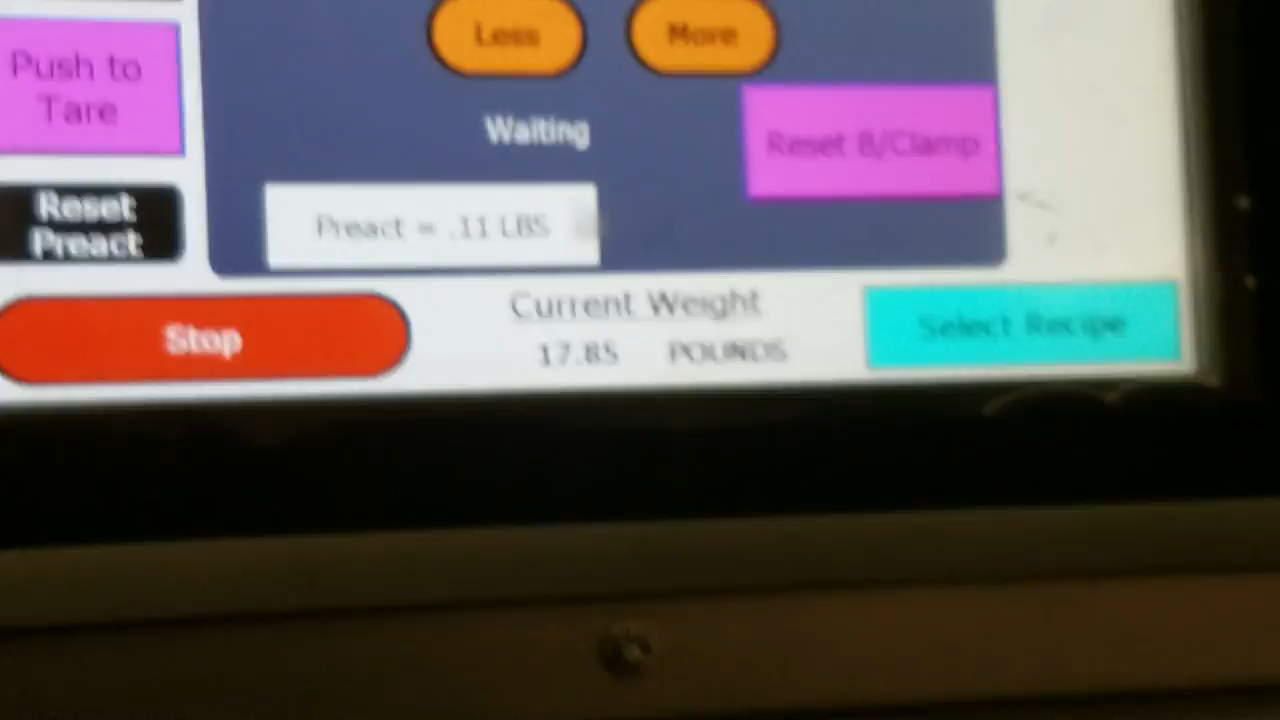 Less More
Push to
Tare
Waiting
Reset B/Clamp
Reset
Preact
Preact = .11 LBS
Current Weight
Stop
17.85 POUNDS
Select Recipe